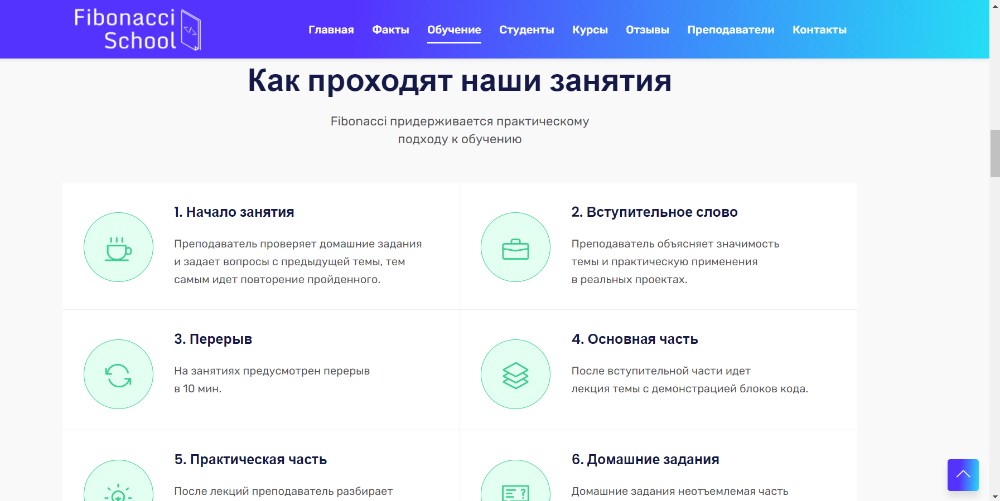 Fibonacci
School
</>
Главная Факты Обучение Студенты Курсы Отзывы Преподаватели Контакты
Как проходят наши занятия
Fibonacci придерживается практическому
подходу к обучению
1. Начало занятия
Преподаватель проверяет домашние задания
и задает вопросы с предыдущей темы, тем
самым идет повторение пройденного.
2. Вступительное слово
Преподаватель объясняет значимость
темы и практическую применения
в реальных проектах.
3. Перерыв
На занятиях предусмотрен перерыв
в 10 мин.
4. Основная часть
После вступительной части идет
лекция темы с демонстрацией блоков кода.
5. Практическая часть
После лекций преподаватель разбирает
6. Домашние задания
Домашние задания неотъемлемая часть